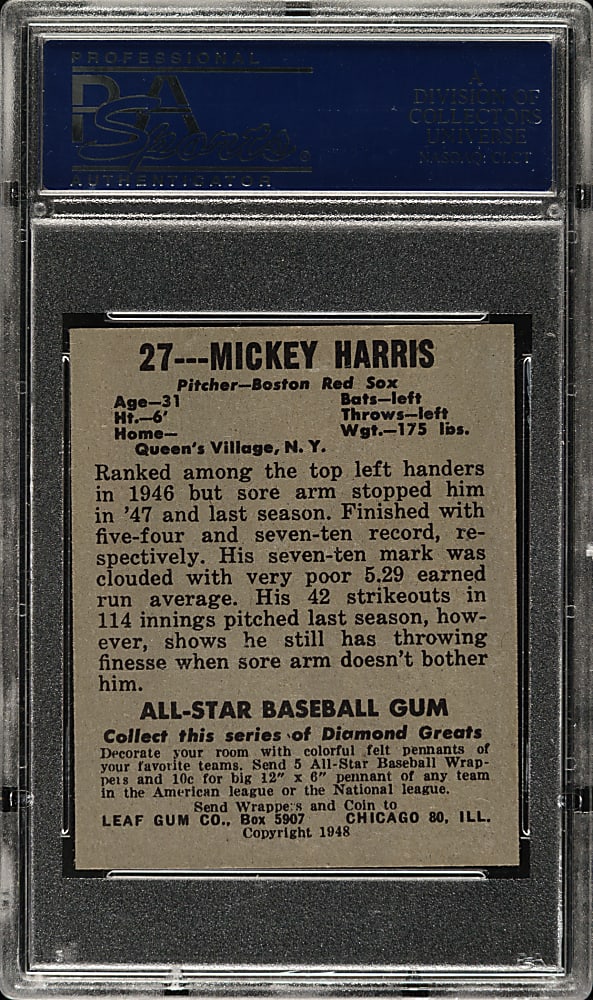 PROFESSIONAL
PSA
Sports
AUTHENTICATOR
A
DIVISION OF
COLLECTORS
UNIVERSE
NASDAQ: CLCT
27---MICKEY HARRIS
Pitcher—Boston Red Sox
Age—31 Bats—left
Ht.—6' Throws—left
Home— Wgt.—175 lbs.
Queen's Village, N. Y.
Ranked among the top left handers
in 1946 but sore arm stopped him
in '47 and last season. Finished with
five-four and seven-ten record, re-
spectively. His seven-ten mark was
clouded with very poor 5.29 earned
run average. His 42 strikeouts in
114 innings pitched last season, how-
ever, shows he still has throwing
finesse when sore arm doesn't bother
him.
ALL-STAR BASEBALL GUM
Collect this series of Diamond Greats
Decorate your room with colorful felt pennants of
your favorite teams. Send 5 All-Star Baseball Wrap-
pers and 10c for big 12" x 6" pennant of any team
in the American league or the National league.
Send Wrappers and Coin to
LEAF GUM CO., Box 5907 CHICAGO 80, ILL.
Copyright 1948